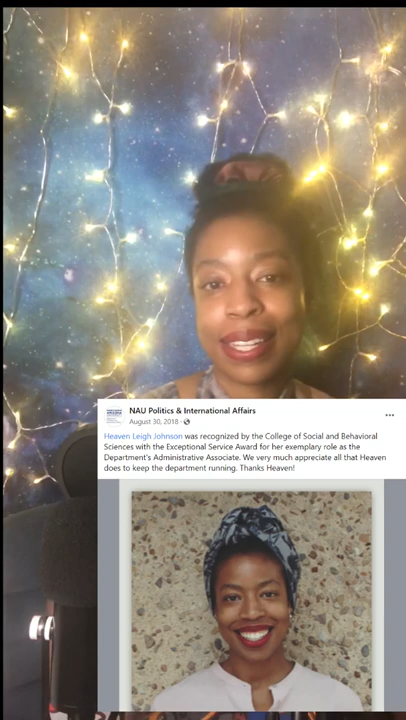 NAU Politics & International Affairs
August 30, 2018 ·
Heaven Leigh Johnson was recognized by the College of Social and Behavioral
Sciences with the Exceptional Service Award for her exemplary role as the
Department's Administrative Associate. We very much appreciate all that Heaven
does to keep the department running. Thanks Heaven!